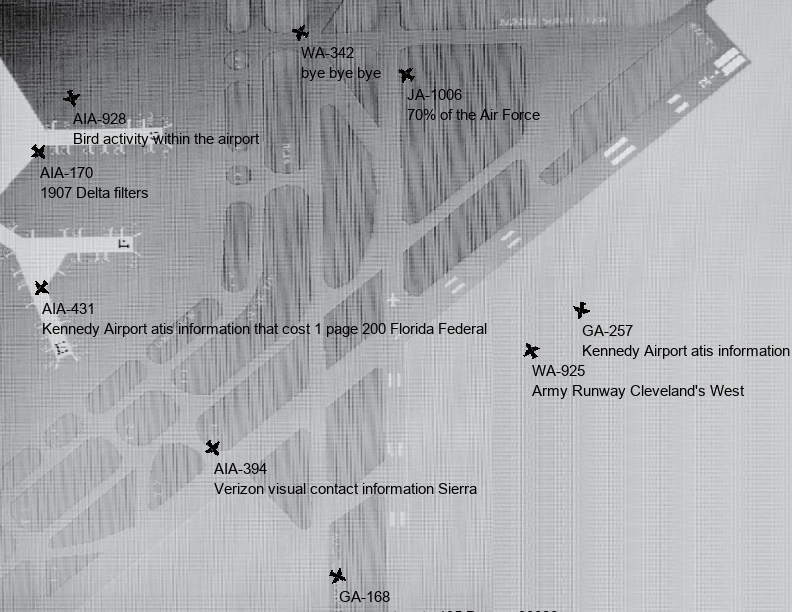 WA-342
bye bye bye
JA-1006
70% of the Air Force
AIA-928
Bird activity within the airport
AIA-170
1907 Delta filters
AIA-431
Kennedy Airport atis information that cost 1 page 200 Florida Federal
GA-257
Kennedy Airport atis information
WA-925
Army Runway Cleveland's West
AIA-394
Verizon visual contact information Sierra
GA-168